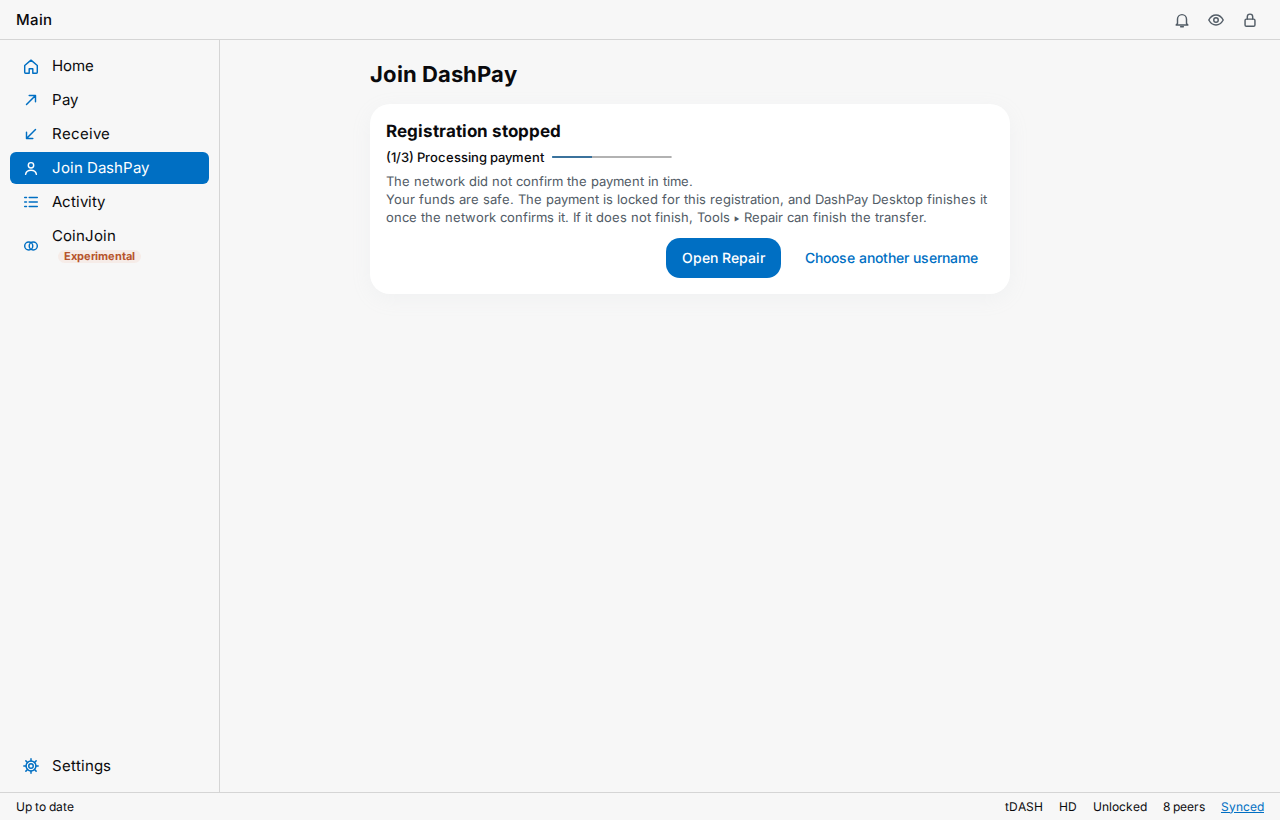 Main
Home
Pay
Receive
Join DashPay
Activity
CoinJoin
Experimental
Settings
Join DashPay
Registration stopped
(1/3) Processing payment
The network did not confirm the payment in time.
Your funds are safe. The payment is locked for this registration, and DashPay Desktop finishes it
once the network confirms it. If it does not finish, Tools ▸ Repair can finish the transfer.
Open Repair
Choose another username
Up to date
tDASH
HD
Unlocked
8 peers
Synced